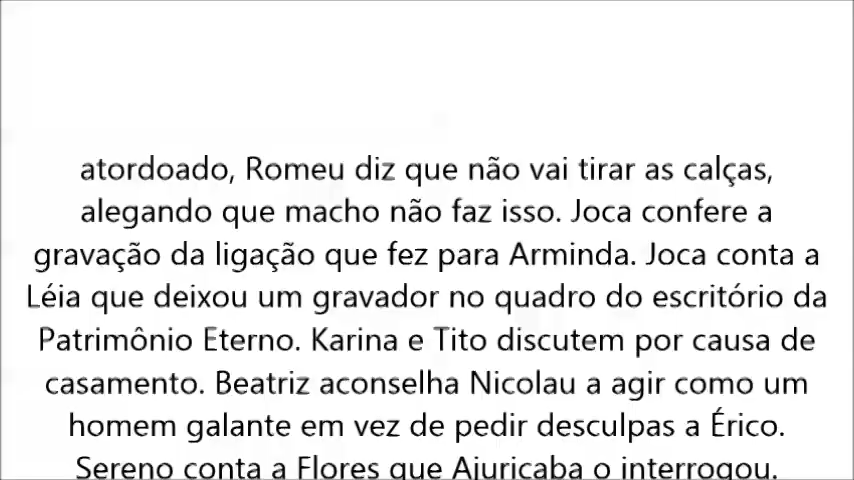 atordoado, Romeu diz que não vai tirar as calças,
alegando que macho não faz isso. Joca confere a
gravação da ligação que fez para Arminda. Joca conta a
Léia que deixou um gravador no quadro do escritório da
Patrimônio Eterno. Karina e Tito discutem por causa de
casamento. Beatriz aconselha Nicolau a agir como um
homem galante em vez de pedir desculpas a Érico.
Sereno conta a Flores que Ajuricaba o interrogou.